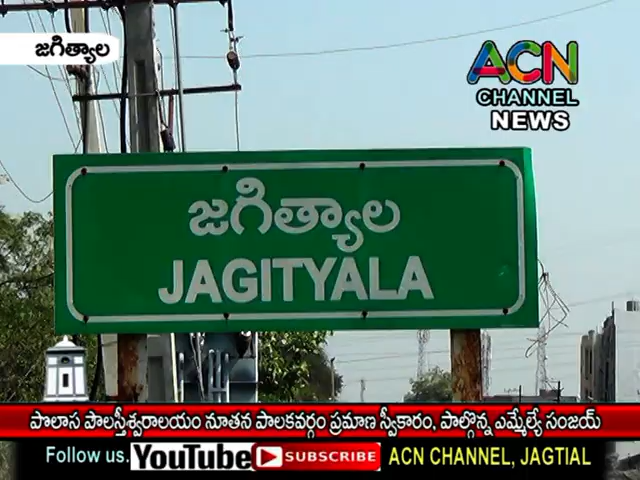 జగిత్యాల
ACN
CHANNEL
NEWS
జగిత్యాల
JAGITYALA
పొలాస పౌలస్తీశ్వరాలయం నూతన పాలకవర్గం ప్రమాణ స్వీకారం, పాల్గొన్న ఎమ్మేల్యే సంజయ్
Follow us. YouTube SUBSCRIBE ACN CHANNEL, JAGTIAL